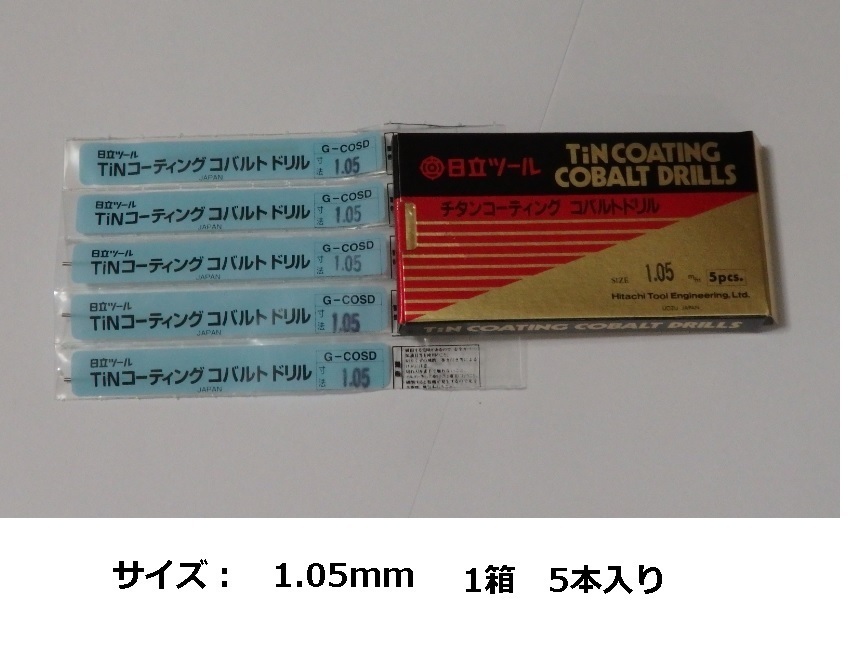 日立ツール
TiNコーティング コバルトドリル
JAPAN
G-COSD
寸法 1.05
日立ツール
TiNコーティング コバルトドリル
JAPAN
G-COSD
寸法 1.05
日立ツール
TiNコーティング コバルトドリル
JAPAN
G-COSD
寸法 1.05
日立ツール
TiNコーティング コバルトドリル
JAPAN
G-COSD
寸法 1.05
日立ツール
TiNコーティング コバルトドリル
JAPAN
G-COSD
寸法 1.05
日立ツール
TiN COATING
COBALT DRILLS
チタンコーティング コバルトドリル
SIZE 1.05 m/m 5pcs.
Hitachi Tool Engineering, Ltd.
TiN COATING COBALT DRILLS
サイズ： 1.05mm 1箱 5本入り